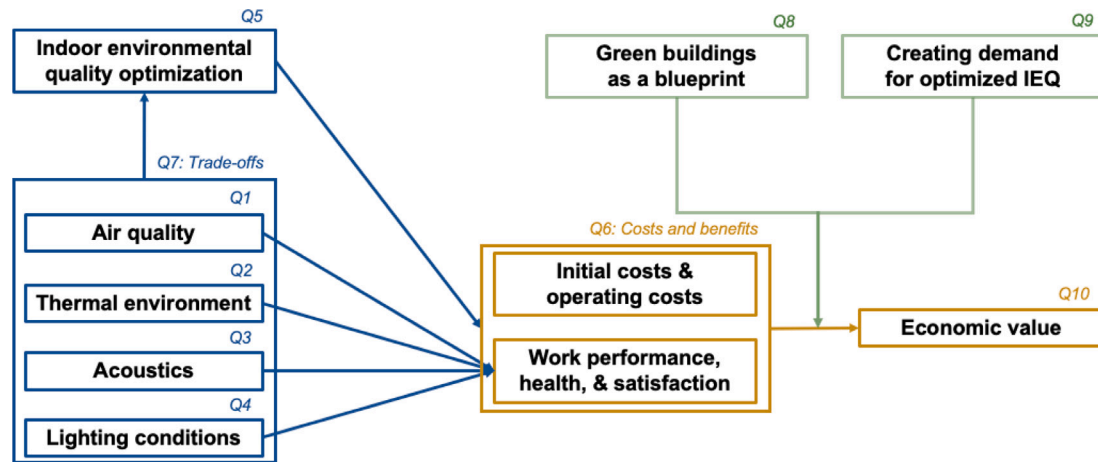 Q5
Indoor environmental
quality optimization
Q8
Green buildings
as a blueprint
Q9
Creating demand
for optimized IEQ
Q7: Trade-offs
Q1
Air quality
Q2
Thermal environment
Q3
Acoustics
Q4
Lighting conditions
Q6: Costs and benefits
Initial costs &
operating costs
Work performance,
health, & satisfaction
Q10
Economic value